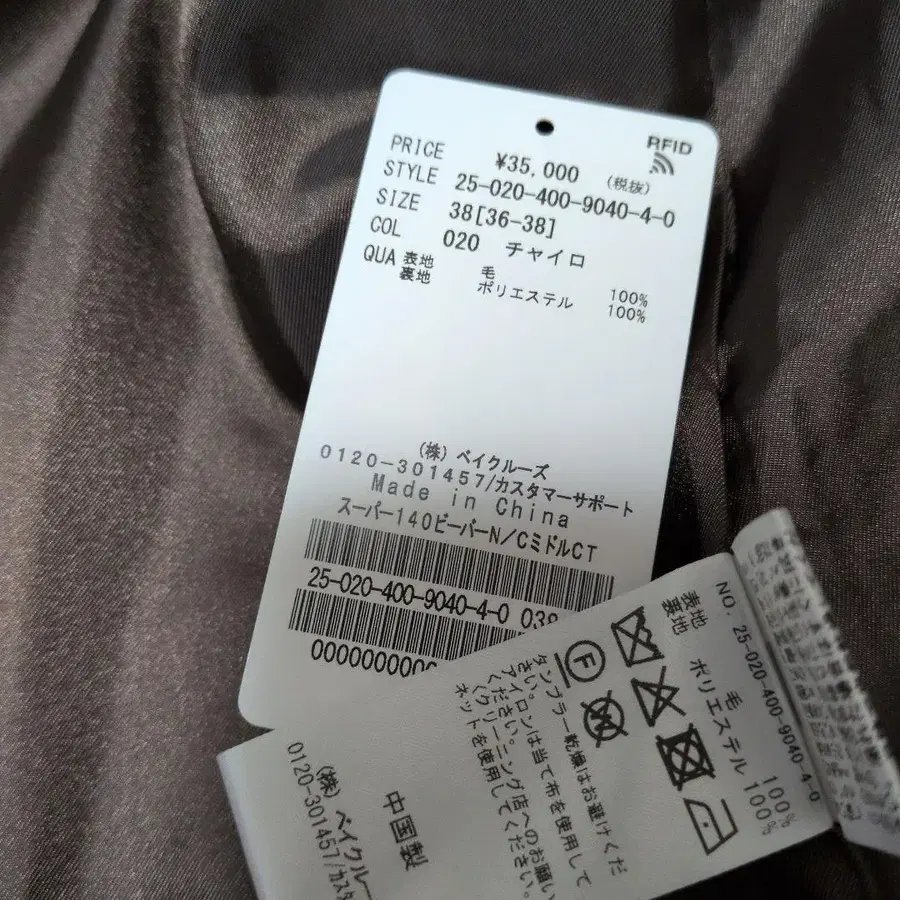 RFID
PRICE ¥35,000 (税抜)
STYLE 25-020-400-9040-4-0
SIZE 38[36-38]
COL 020 チャイロ
QUA 表地 毛 100%
裏地 ポリエステル 100%
(株) ベイクルーズ
0120-301457/カスタマーサポート
Made in China
スーパー140ビーバーN/CミドルCT
25-020-400-9040-4-0 038
0000000000
NO. 25-020-400-9040-4-0
表地 毛 100%
裏地 ポリエステル 100%
F
タンブラー乾燥はお避けくだ
さい。
アイロンは当て布を使用して
ください。
クリーニング店へのお願い
ネットを使用してください。
中国製
(株) ベイクルー
0120-301457/カスタ